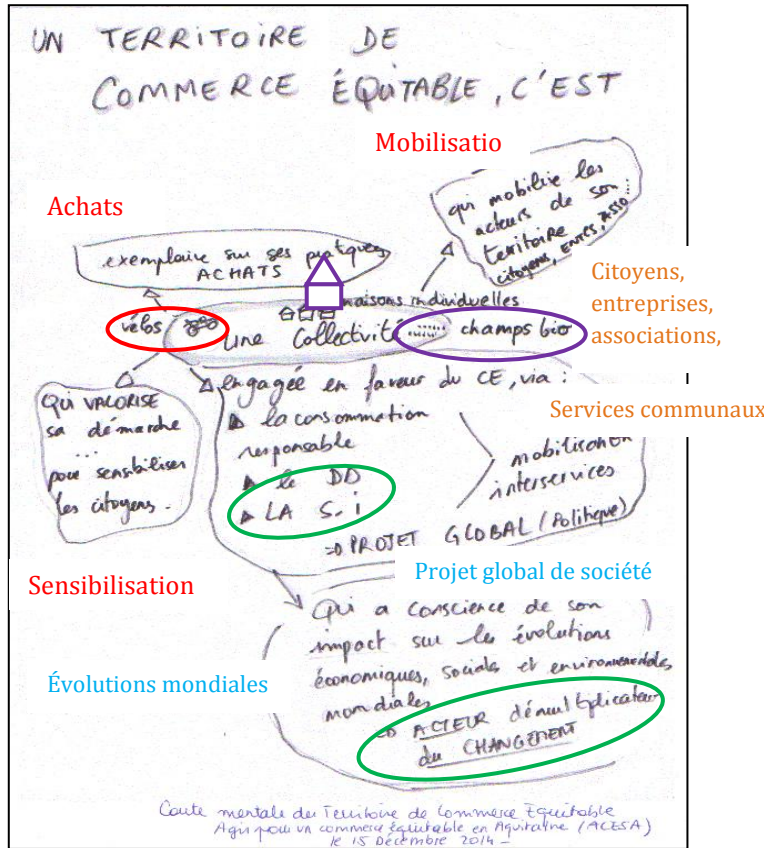 UN TERRITOIRE DE
COMMERCE ÉQUITABLE, C'EST
Mobilisatio
Achats
qui mobilise les
acteurs de son
territoire
citoyens, ENTRES, ASSO...
exemplaire sur ses pratiques
ACHATS
Citoyens,
entreprises,
associations,
maisons individuelles
vélos
Une Collectivité
champs bio
Qui VALORISE
sa démarche
...
pour sensibiliser
les citoyens.
engagée en faveur du CE, via :
la consommation
responsable
le DD
LA S.i
mobilisation
interservices
=> PROJET GLOBAL (Politique)
Services communaux
Sensibilisation
Projet global de société
Qui a conscience de son
impact sur les évolutions
économiques, sociales et environnementales
mondiales
Évolutions mondiales
=> ACTEUR démultiplicateur
du CHANGEMENT
Carte mentale du Territoire de Commerce Equitable
Agir pour un commerce équitable en Aquitaine (ACESA)
le 15 Décembre 2014 -